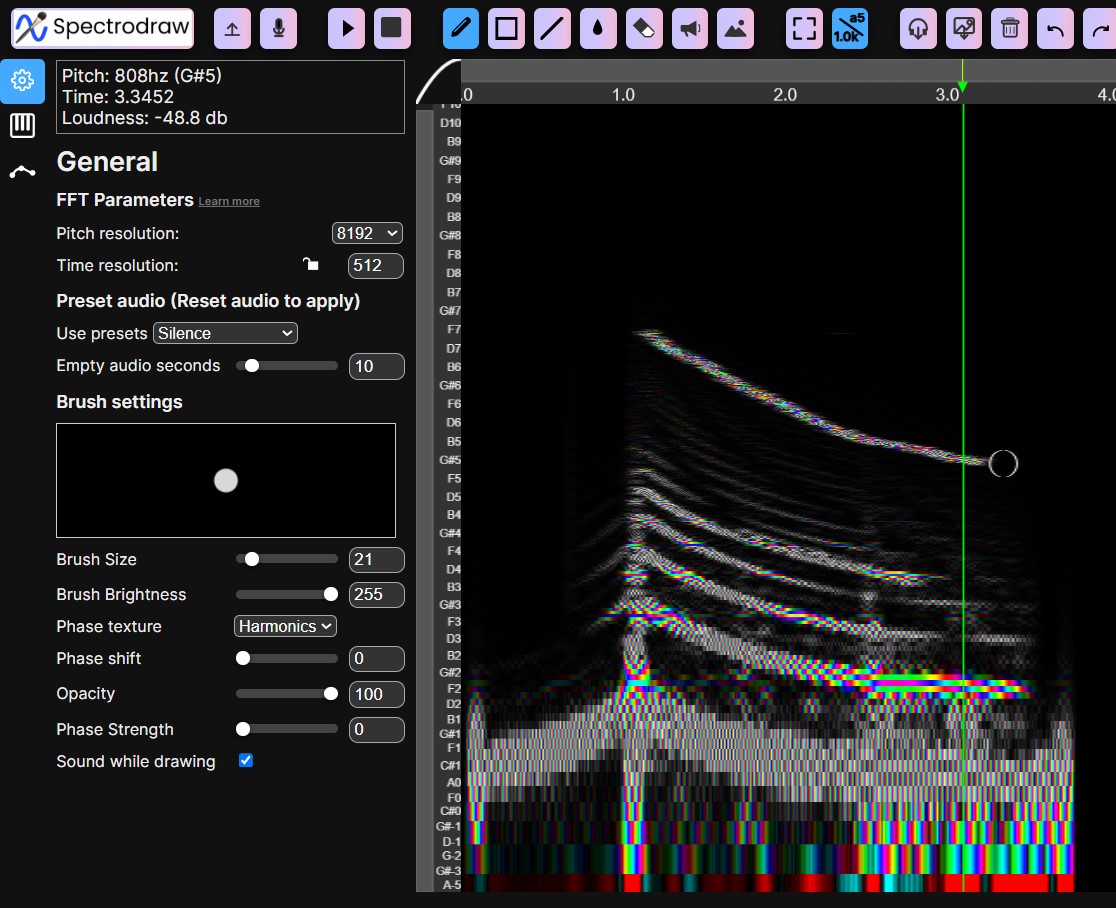 Spectrodraw
a5
1.0k
Pitch: 808hz (G#5)
Time: 3.3452
Loudness: -48.8 db
General
FFT Parameters Learn more
Pitch resolution: 8192
Time resolution: 512
Preset audio (Reset audio to apply)
Use presets Silence
Empty audio seconds 10
Brush settings
Brush Size 21
Brush Brightness 255
Phase texture Harmonics
Phase shift 0
Opacity 100
Phase Strength 0
Sound while drawing
.0 1.0 2.0 3.0 4.0
F10
D10
B9
G#9
F9
D9
B8
G#8
F8
D8
B7
G#7
F7
D7
B6
G#6
F6
D6
B5
G#5
F5
D5
B4
G#4
F4
D4
B3
G#3
F3
D3
B2
G#2
F2
D2
B1
G#1
F1
C#1
A0
F0
C#0
G#-1
D-1
G-2
G#-3
A-5